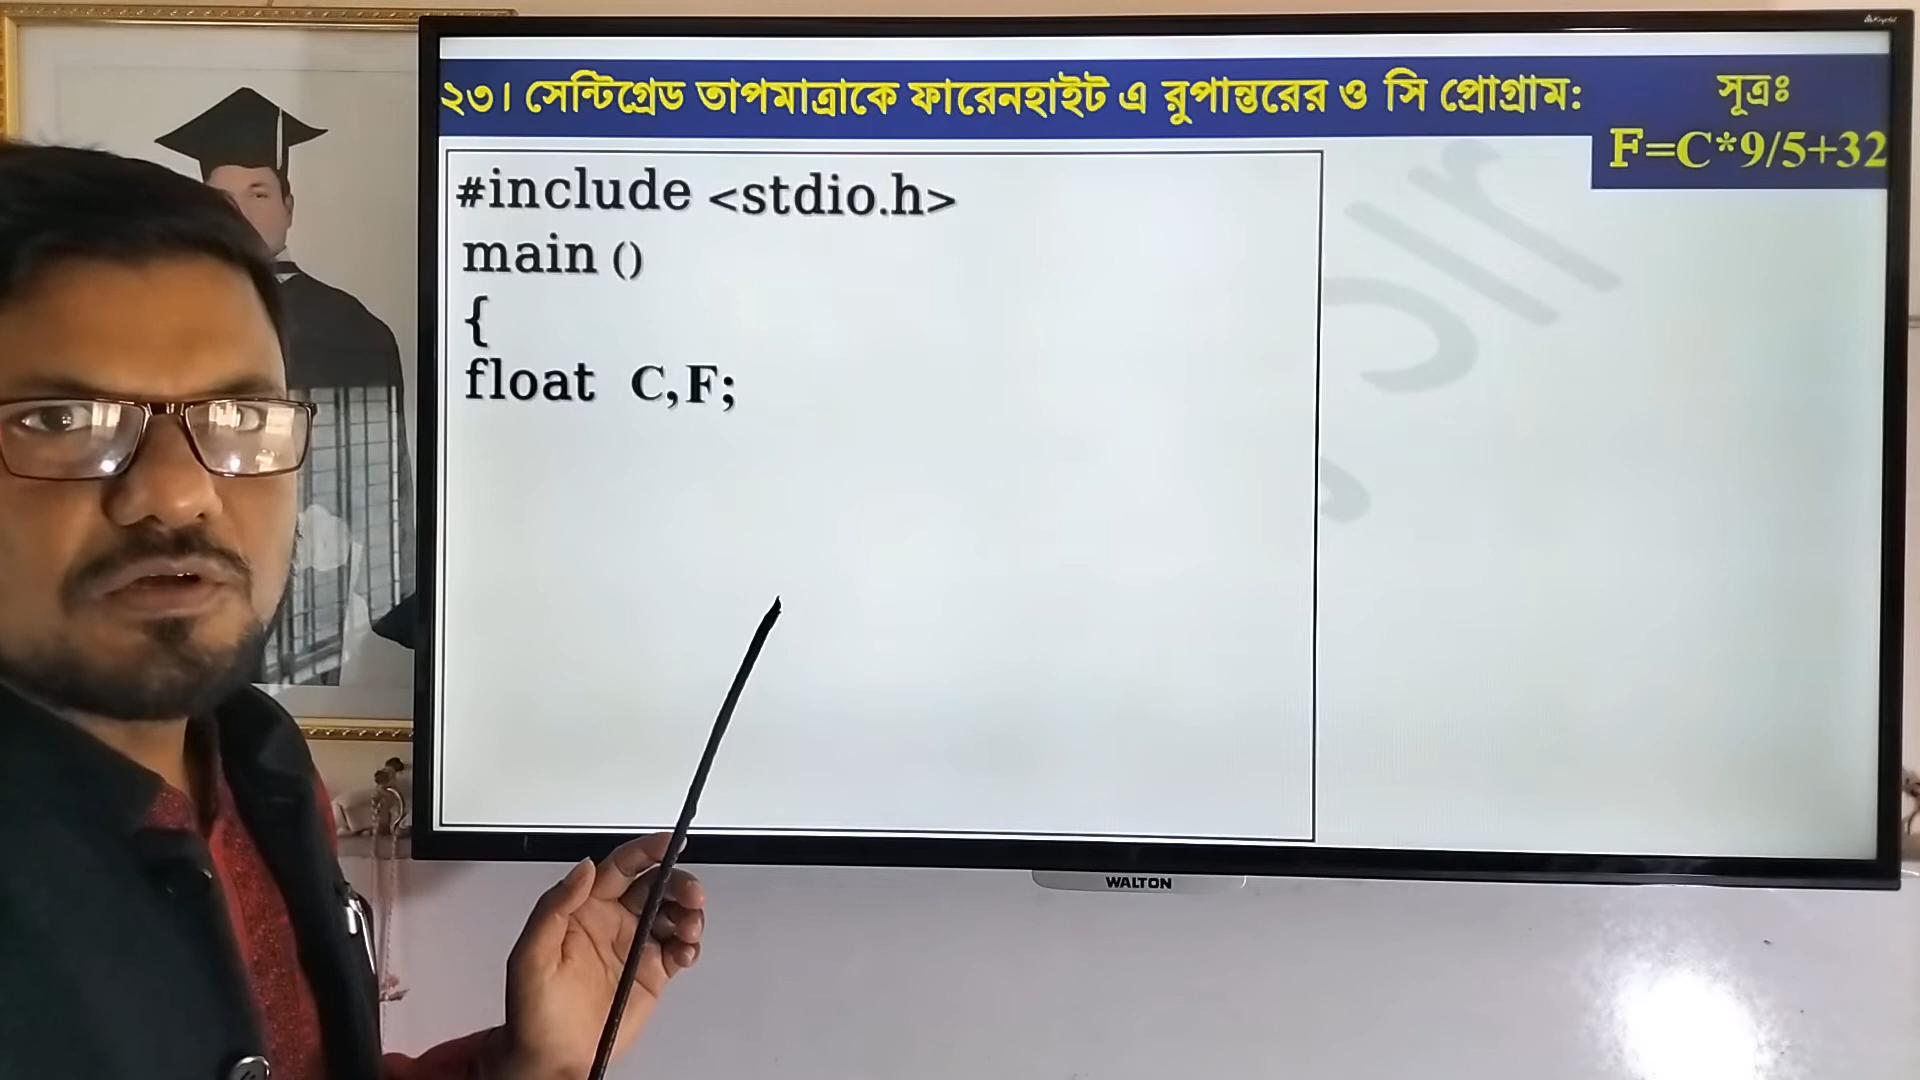 ২৩। সেন্টিগ্রেড তাপমাত্রাকে ফারেনহাইট এ রুপান্তরের ও সি প্রোগ্রাম:
সূত্রঃ
F=C*9/5+32
#include <stdio.h>
main ()
{
float C,F;
WALTON